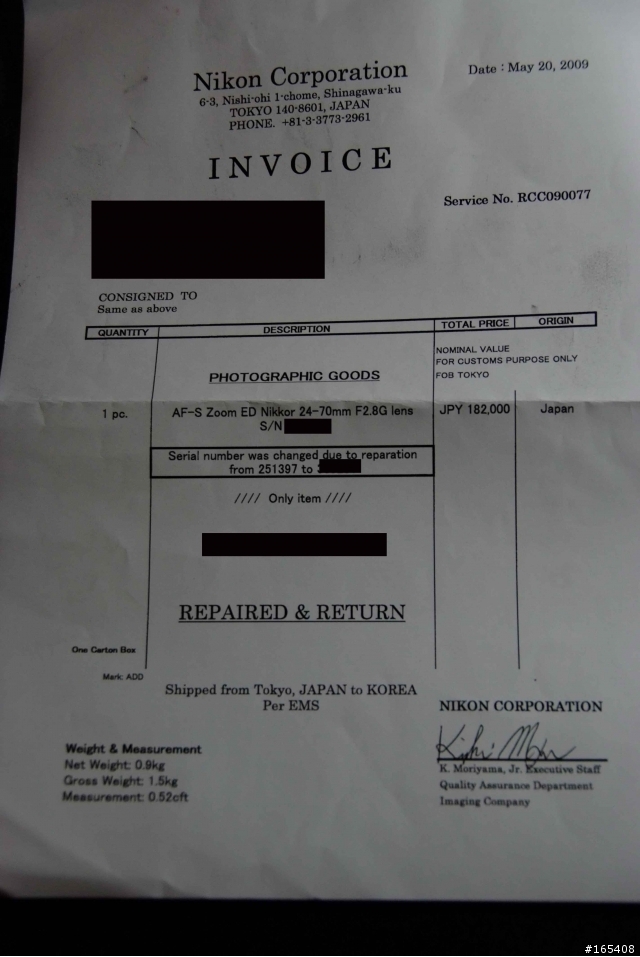 Nikon Corporation
Date : May 20, 2009
6-3, Nishi-ohi 1-chome, Shinagawa-ku
TOKYO 140-8601, JAPAN
PHONE. +81-3-3773-2961
INVOICE
Service No. RCC090077
CONSIGNED TO
Same as above
QUANTITY DESCRIPTION TOTAL PRICE ORIGIN
NOMINAL VALUE
FOR CUSTOMS PURPOSE ONLY
FOB TOKYO
PHOTOGRAPHIC GOODS
1 pc. AF-S Zoom ED Nikkor 24-70mm F2.8G lens JPY 182,000 Japan
S/N
Serial number was changed due to reparation
from 251397 to
//// Only item ////
REPAIRED & RETURN
One Carton Box
Mark: ADD
Shipped from Tokyo, JAPAN to KOREA
Per EMS
NIKON CORPORATION
K. Moriyama, Jr. Executive Staff
Quality Assurance Department
Imaging Company
Weight & Measurement
Net Weight: 0.9kg
Gross Weight: 1.5kg
Measurement: 0.52cft
#165408